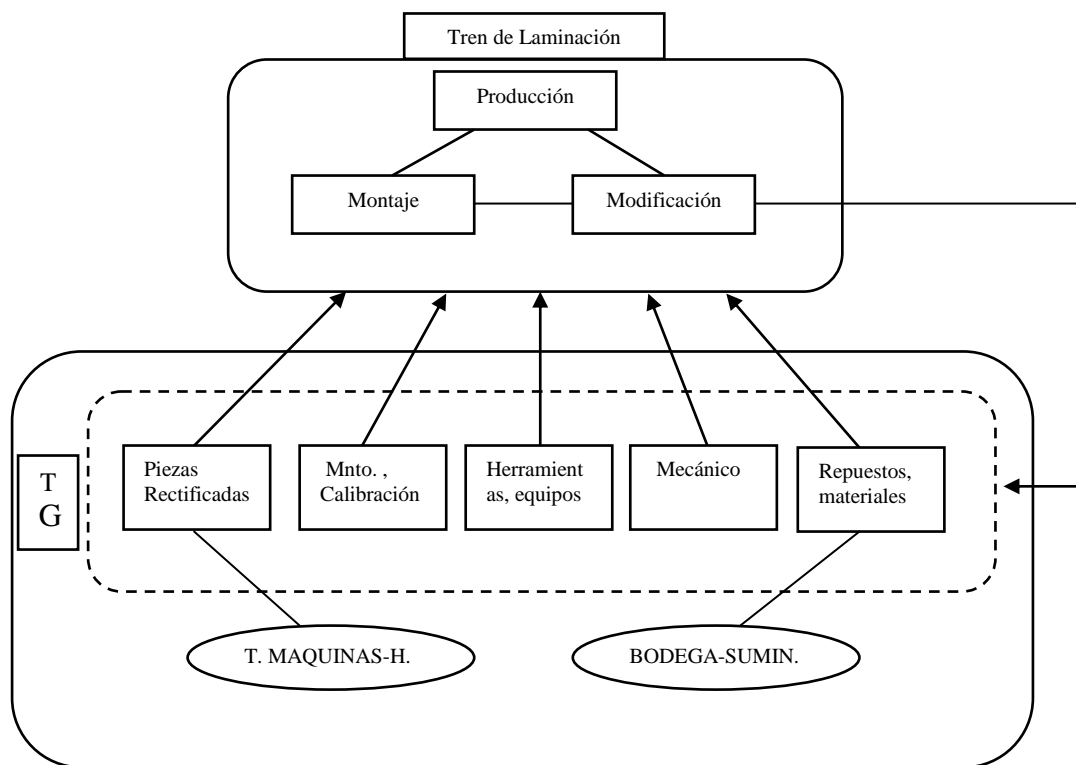 Tren de Laminación
Producción
Montaje
Modificación
T
G
Piezas
Rectificadas
Mnto. ,
Calibración
Herramient
as, equipos
Mecánico
Repuestos,
materiales
T. MAQUINAS-H.
BODEGA-SUMIN.